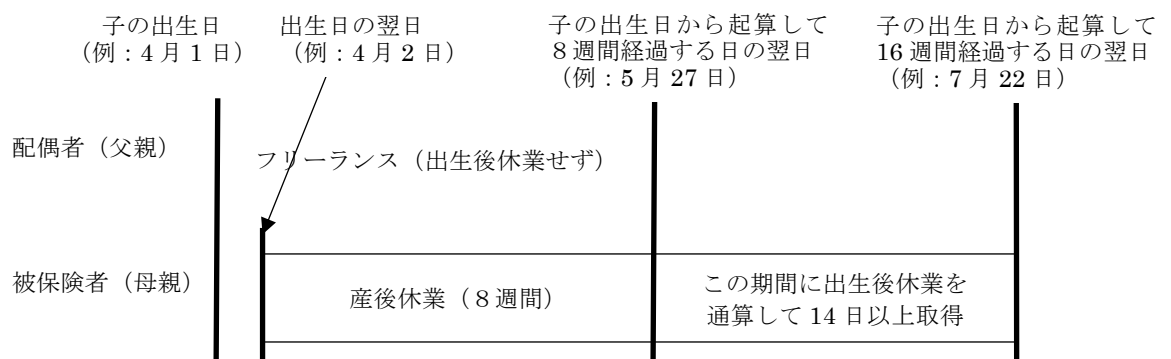 子の出生日
(例:4月1日)
出生日の翌日
(例:4月2日)
子の出生日から起算して
8週間経過する日の翌日
(例:5月27日)
子の出生日から起算して
16週間経過する日の翌日
(例:7月22日)
配偶者(父親)
フリーランス(出生後休業せず)
被保険者(母親)
産後休業(8週間)
この期間に出生後休業を
通算して14日以上取得